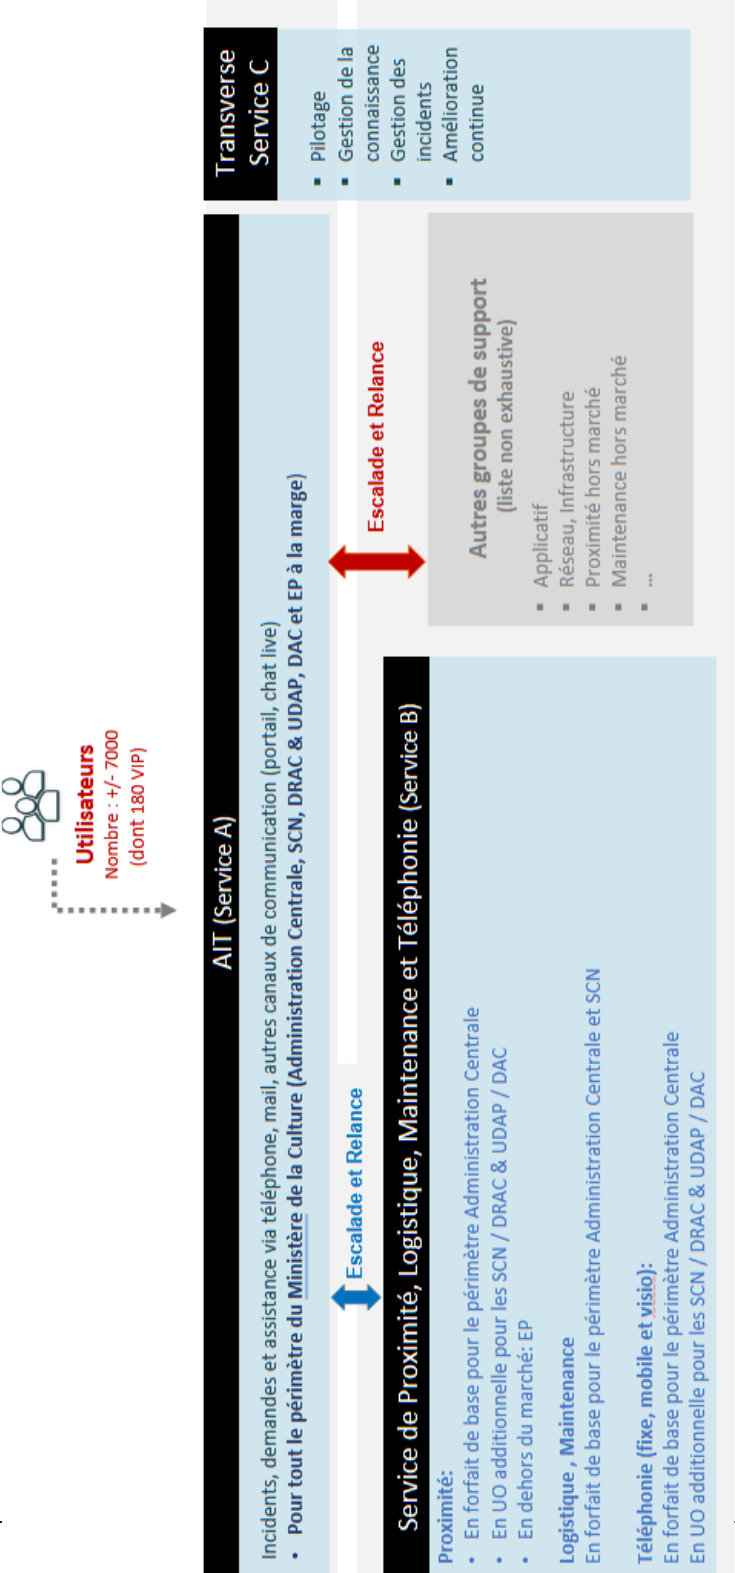 Utilisateurs
Nombre : +/- 7000
(dont 180 VIP)
AIT (Service A)
Incidents, demandes et assistance via téléphone, mail, autres canaux de communication (portail, chat live)
• Pour tout le périmètre du Ministère de la Culture (Administration Centrale, SCN, DRAC & UDAP, DAC et EP à la marge)
Transverse
Service C
▪ Pilotage
▪ Gestion de la
connaissance
▪ Gestion des
incidents
▪ Amélioration
continue
Escalade et Relance
Escalade et Relance
Service de Proximité, Logistique, Maintenance et Téléphonie (Service B)
Proximité:
• En forfait de base pour le périmètre Administration Centrale
• En UO additionnelle pour les SCN / DRAC & UDAP / DAC
• En dehors du marché: EP
Logistique , Maintenance
En forfait de base pour le périmètre Administration Centrale et SCN
Téléphonie (fixe, mobile et visio):
En forfait de base pour le périmètre Administration Centrale
En UO additionnelle pour les SCN / DRAC & UDAP / DAC
Autres groupes de support
(liste non exhaustive)
▪ Applicatif
▪ Réseau, Infrastructure
▪ Proximité hors marché
▪ Maintenance hors marché
▪ ...